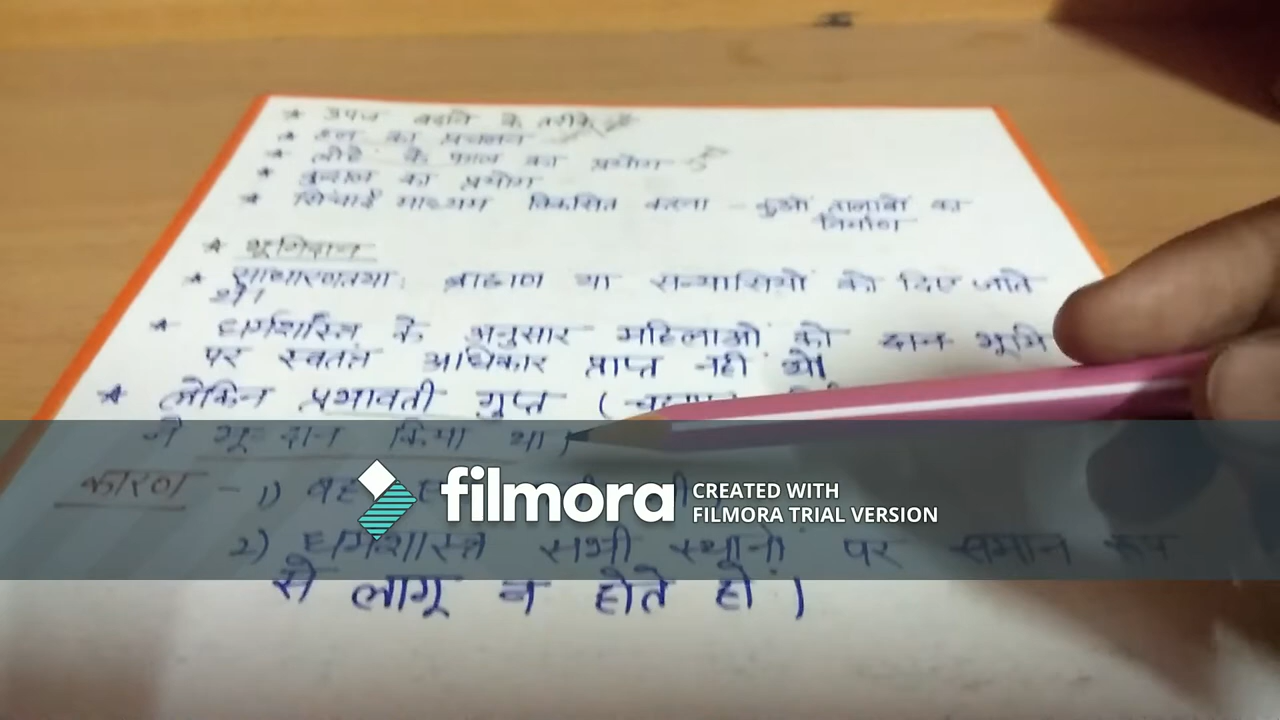 * उपज बढाने के तरीके
* हल का प्रचलन
* लोहे के फाल का प्रयोग
* कुदाल का प्रयोग
* सिंचाई माध्यम विकसित करना - कुओं तालाबों का
निर्माण
* भूमिदान
* साधारणतया: ब्राह्मण या सन्यासियों को दिए जाते
थे।
* धर्मशास्त्र के अनुसार महिलाओं को दान भूमि
पर स्वतंत्र अधिकार प्राप्त नहीं थे।
* लेकिन प्रभावती गुप्त (
ने भू-दान किया था।
कारण - 1) वह
2) धर्मशास्त्र सभी स्थानों पर समान रूप
से लागू न होते हो।
filmora
CREATED WITH
FILMORA TRIAL VERSION